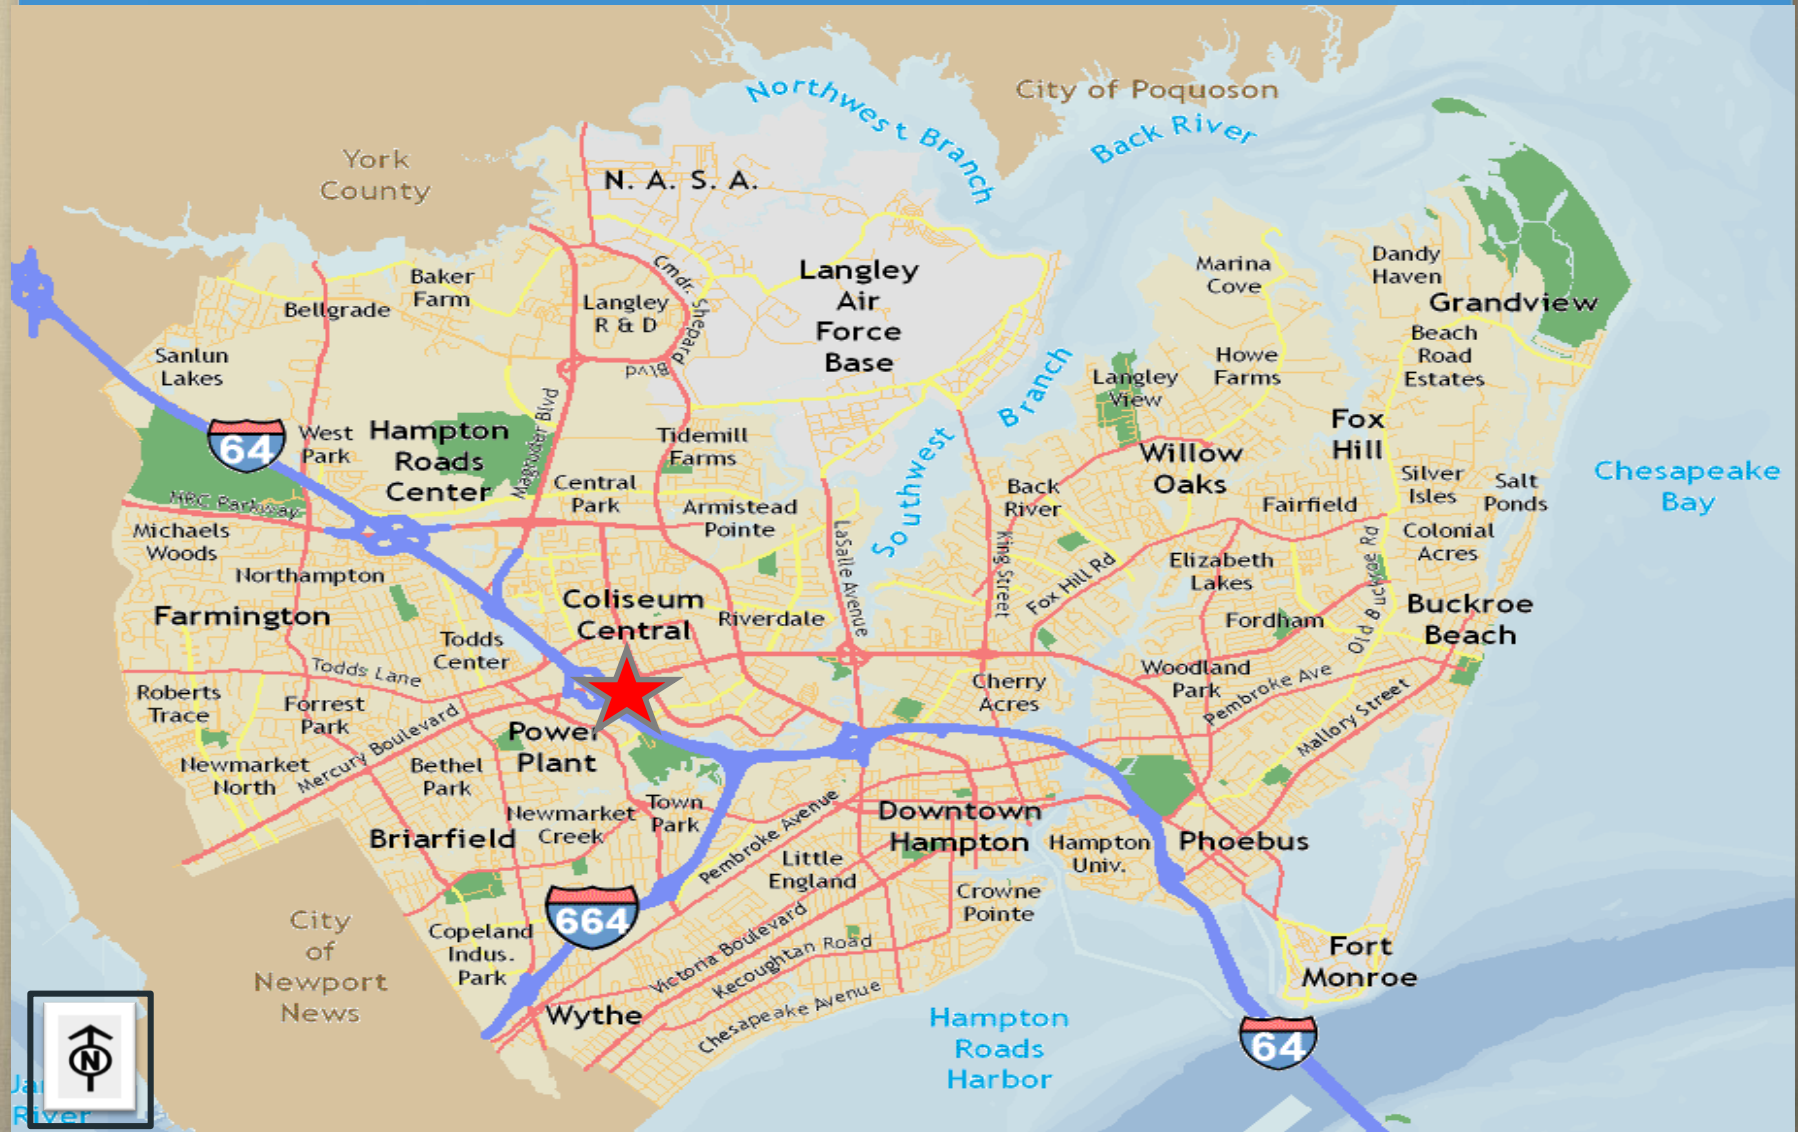 Northwest Branch
City of Poquoson
Back River
York
County
N. A. S. A.
Langley
Air
Force
Base
Cmdr. Shepard
Blvd
Marina
Cove
Dandy
Haven
Grandview
Baker
Farm
Bellgrade
Langley
R & D
Beach
Road
Estates
Sanlun
Lakes
Howe
Farms
Langley
View
Southwest Branch
Magruder Blvd
64
West
Park
Hampton
Roads
Center
Tidemill
Farms
Fox
Hill
Willow
Oaks
Chesapeake
Bay
Silver
Isles
Salt
Ponds
Central
Park
Back
River
Fairfield
HRC Parkway
Armistead
Pointe
Michaels
Woods
LaSalle Avenue
King Street
Colonial
Acres
Northampton
Elizabeth
Lakes
Fox Hill Rd
Old Buckroe Rd
Farmington
Coliseum
Central
Riverdale
Fordham
Buckroe
Beach
Todds
Center
Todds Lane
Woodland
Park
Cherry
Acres
Pembroke Ave
Roberts
Trace
Forrest
Park
Mercury Boulevard
Power
Plant
Mallory Street
Newmarket
North
Bethel
Park
Newmarket
Creek
Town
Park
Pembroke Avenue
Downtown
Hampton
Briarfield
Hampton
Univ.
Phoebus
Little
England
Crowne
Pointe
664
City
of
Newport
News
Copeland
Indus.
Park
Victoria Boulevard
Kecoughtan Road
Chesapeake Avenue
Fort
Monroe
Wythe
Hampton
Roads
Harbor
64
N
River